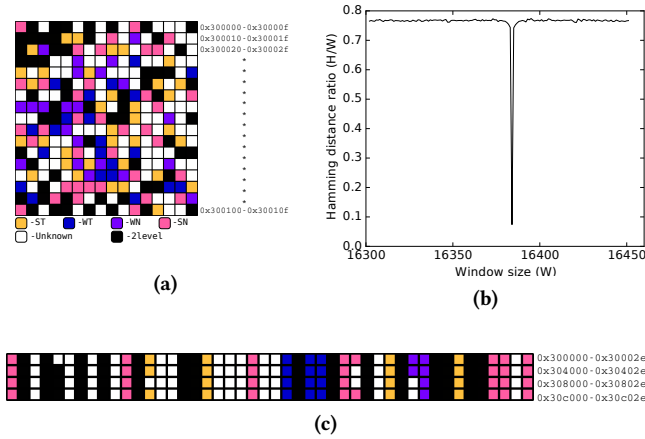 0x300000-0x30000f
0x300010-0x30001f
0x300020-0x30002f
*
*
*
*
*
*
*
*
*
*
*
*
*
*
0x300100-0x30010f
-ST -WT -WN -SN
-Unknown -2level
(a)
Hamming distance ratio (H/W)
0.8
0.7
0.6
0.5
0.4
0.3
0.2
0.1
0.0
16300 16350 16400 16450
Window size (W)
(b)
0x300000-0x30002e
0x304000-0x30402e
0x308000-0x30802e
0x30c000-0x30c02e
(c)